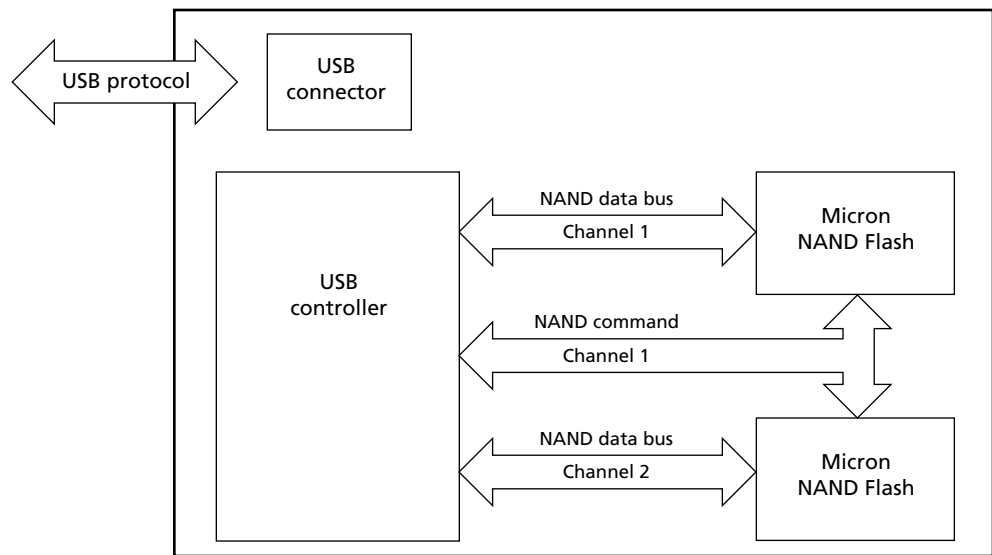 USB protocol
USB
connector
USB
controller
NAND data bus
Channel 1
Micron
NAND Flash
NAND command
Channel 1
NAND data bus
Channel 2
Micron
NAND Flash